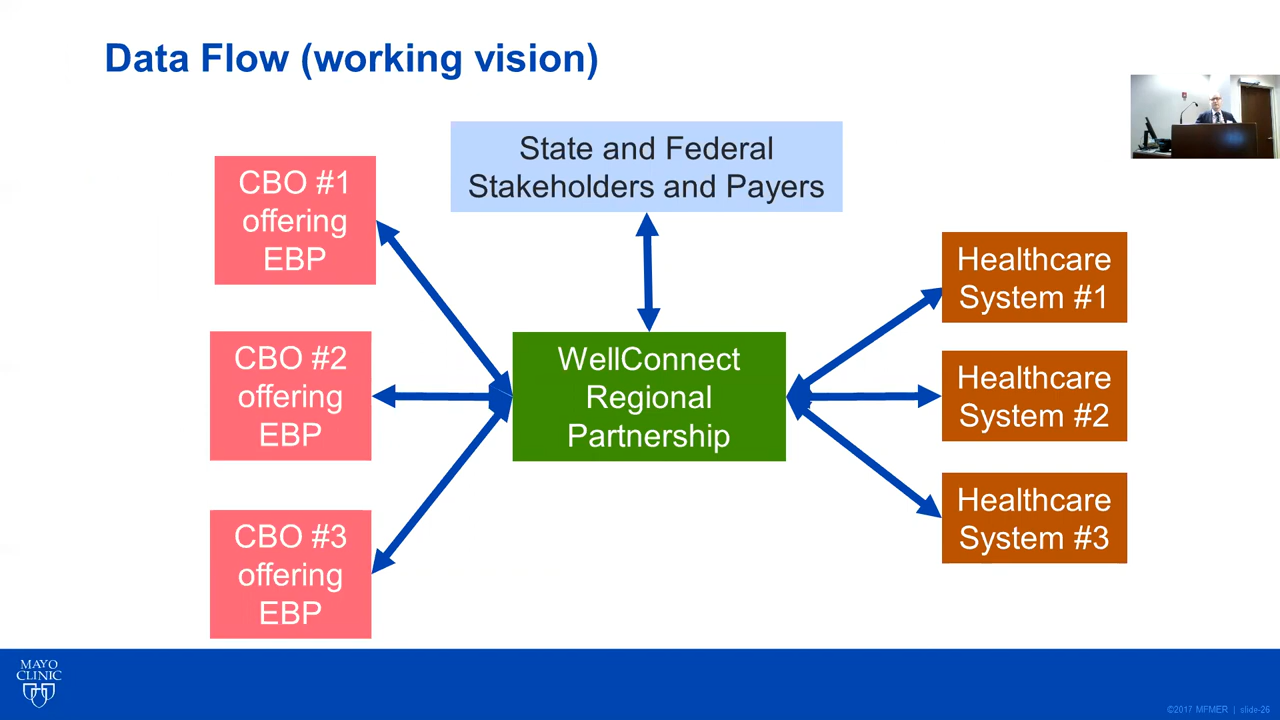 Data Flow (working vision)
State and Federal
Stakeholders and Payers
CBO #1
offering
EBP
CBO #2
offering
EBP
CBO #3
offering
EBP
WellConnect
Regional
Partnership
Healthcare
System #1
Healthcare
System #2
Healthcare
System #3
MAYO
CLINIC
©2017 MFMER | slide-26